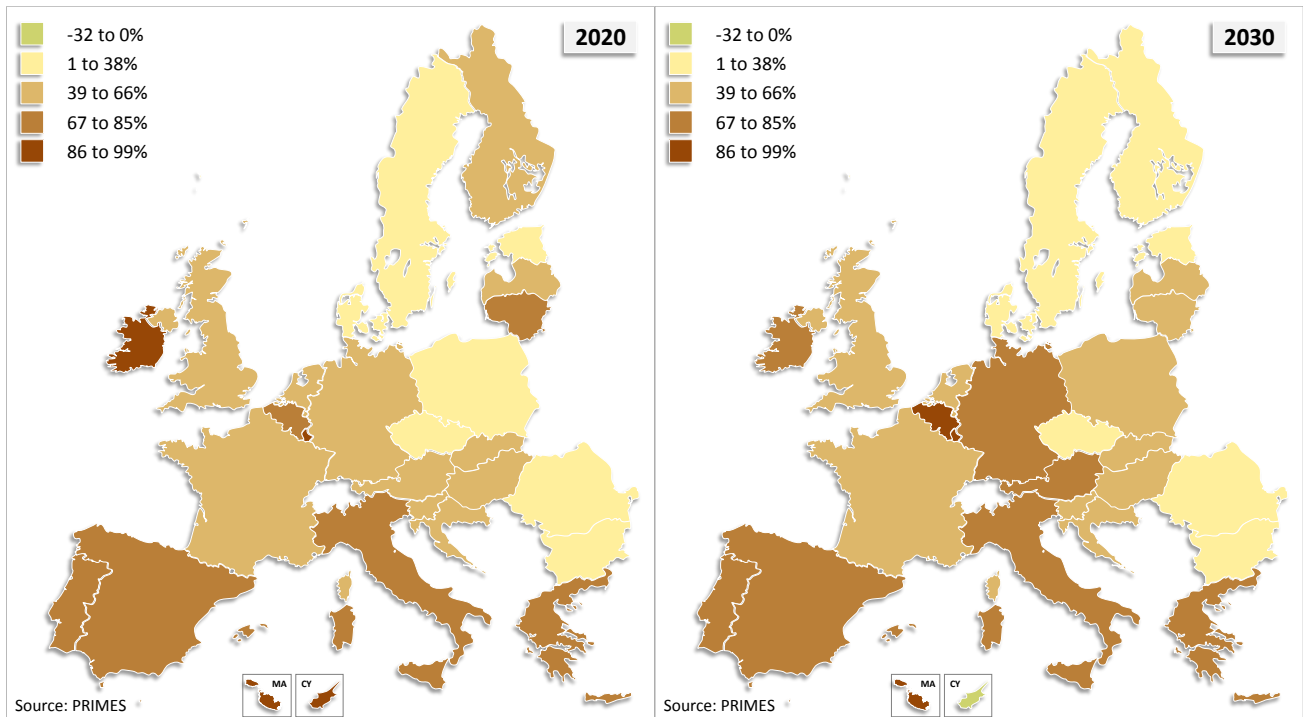 2020
-32 to 0%
1 to 38%
39 to 66%
67 to 85%
86 to 99%
MA
CY
Source: PRIMES
2030
-32 to 0%
1 to 38%
39 to 66%
67 to 85%
86 to 99%
MA
CY
Source: PRIMES